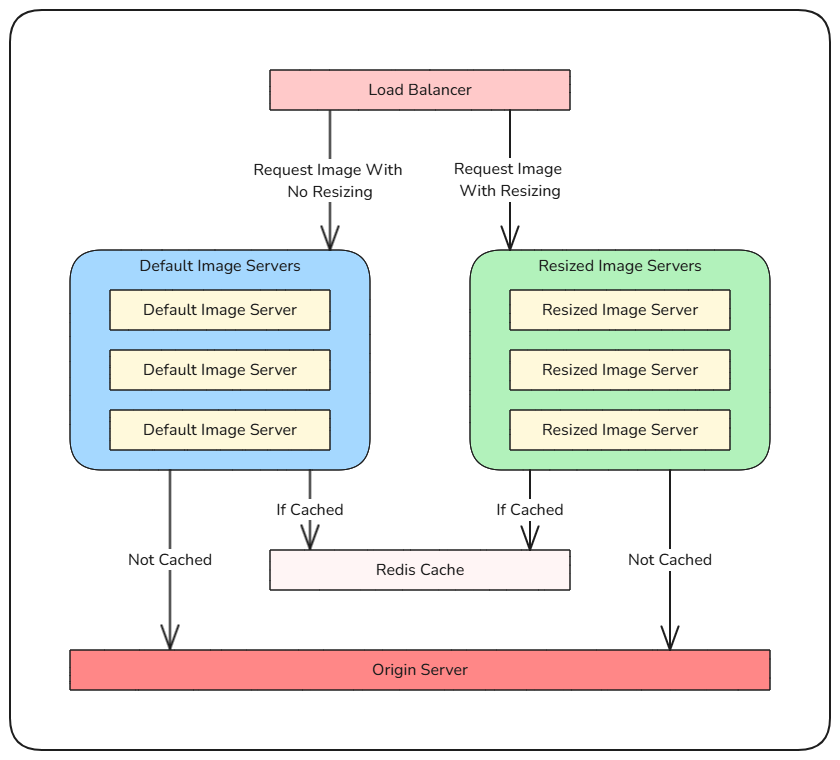 Load Balancer
Request Image With
No Resizing
Request Image
With Resizing
Default Image Servers
Default Image Server
Default Image Server
Default Image Server
Resized Image Servers
Resized Image Server
Resized Image Server
Resized Image Server
If Cached
If Cached
Not Cached
Not Cached
Redis Cache
Origin Server